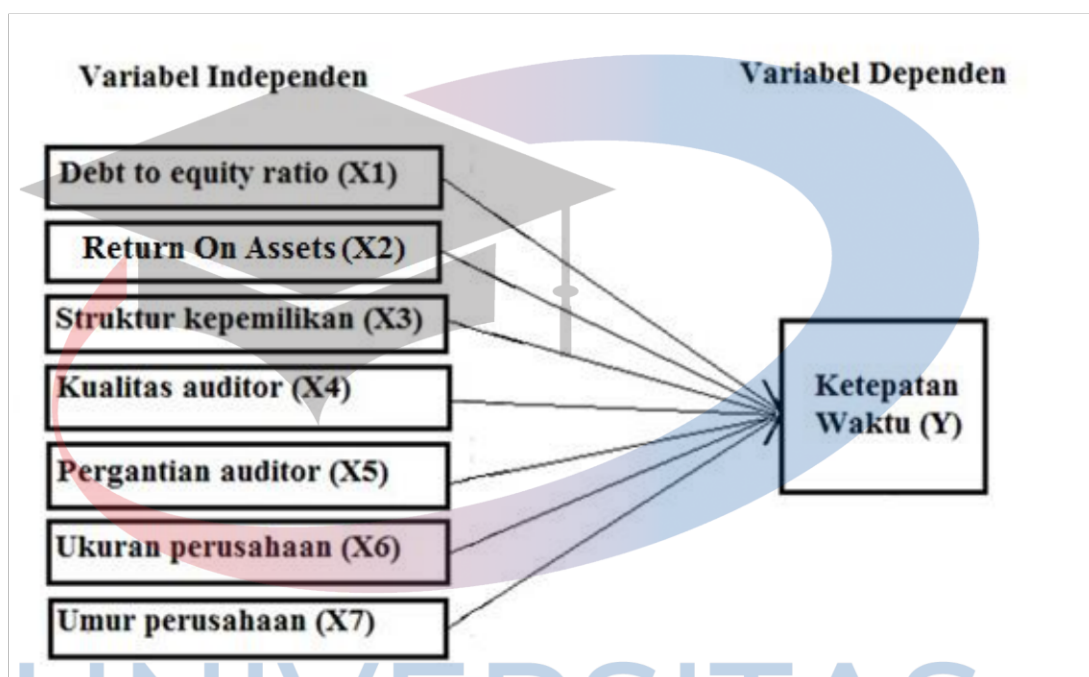 Variabel Independen
Variabel Dependen
Debt to equity ratio (X1)
Return On Assets (X2)
Struktur kepemilikan (X3)
Kualitas auditor (X4)
Pergantian auditor (X5)
Ukuran perusahaan (X6)
Umur perusahaan (X7)
Ketepatan
Waktu (Y)
UNIVERSITAS